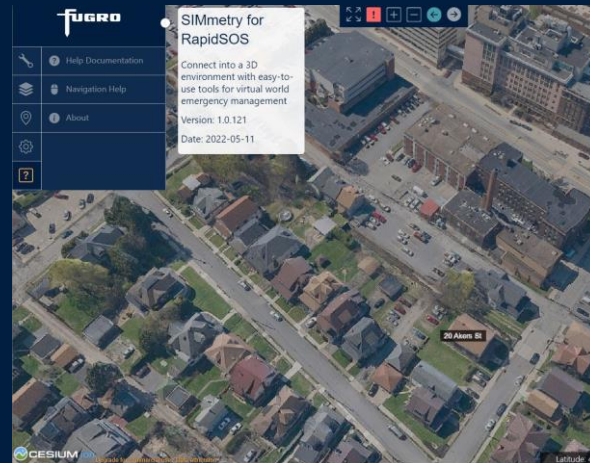 FUGRO
Help Documentation
Navigation Help
About
SIMmetry for
RapidSOS
Connect into a 3D
environment with easy-to-
use tools for virtual world
emergency management
Version: 1.0.121
Date: 2022-05-11
20 Akers St
CESIUM ion
Latitude: